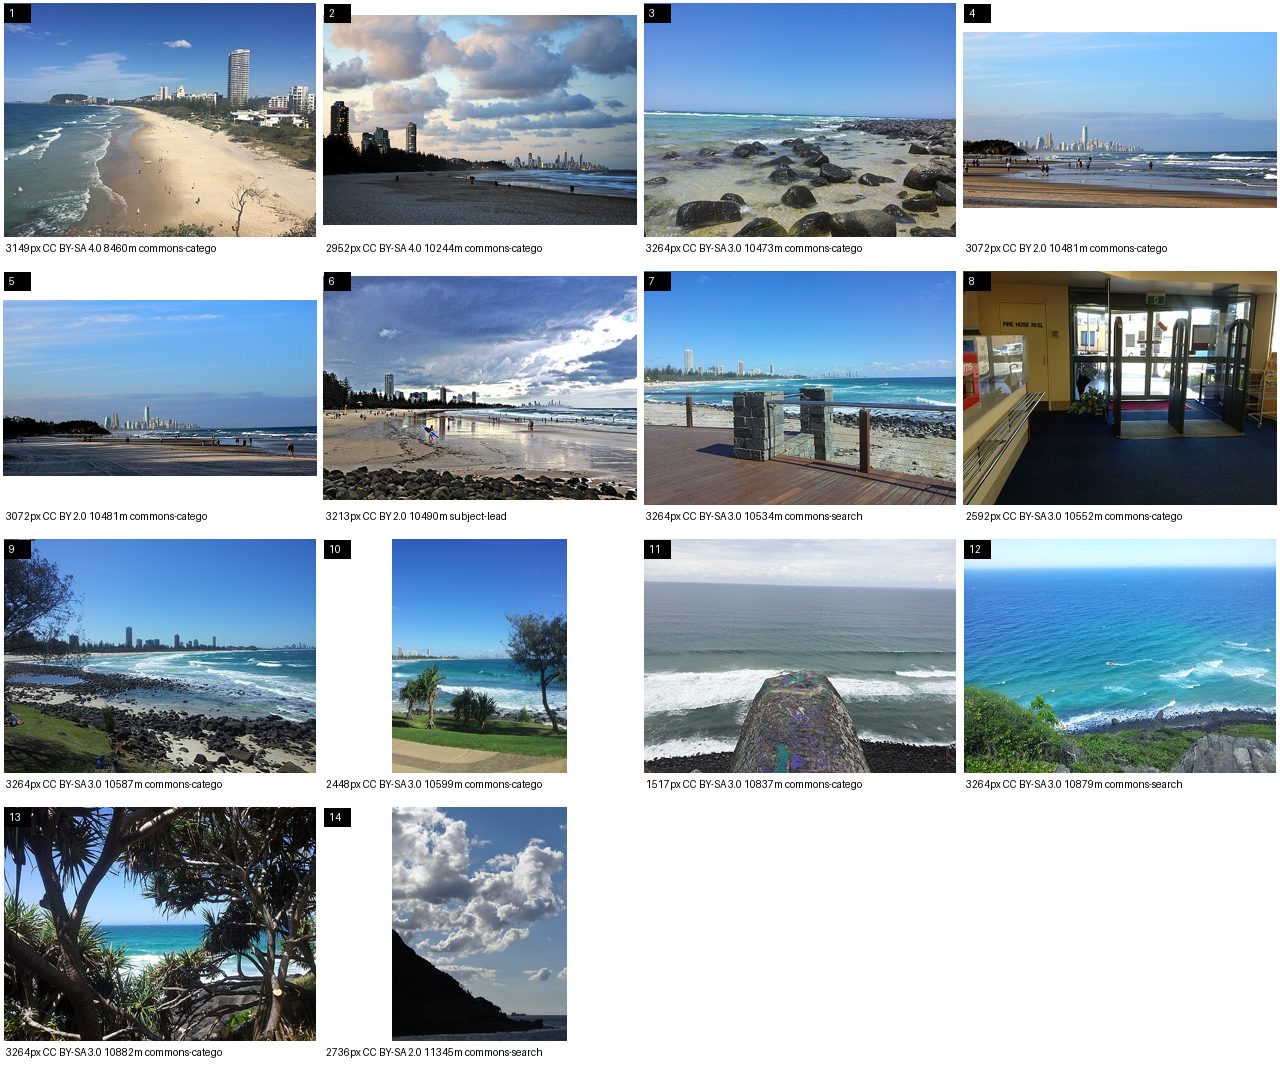 1
2
3
4
3149px CC BY-SA 4.0 8460m commons-catego
2952px CC BY-SA 4.0 10244m commons-catego
3264px CC BY-SA 3.0 10473m commons-catego
3072px CC BY 2.0 10481m commons-catego
5
6
7
8
FIRE HOSE REEL
3072px CC BY 2.0 10481m commons-catego
3213px CC BY 2.0 10490m subject-lead
3264px CC BY-SA 3.0 10534m commons-search
2592px CC BY-SA 3.0 10552m commons-catego
9
10
11
12
3264px CC BY-SA 3.0 10587m commons-catego
2448px CC BY-SA 3.0 10599m commons-catego
1517px CC BY-SA 3.0 10837m commons-catego
3264px CC BY-SA 3.0 10879m commons-search
13
14
3264px CC BY-SA 3.0 10882m commons-catego
2736px CC BY-SA 2.0 11345m commons-search